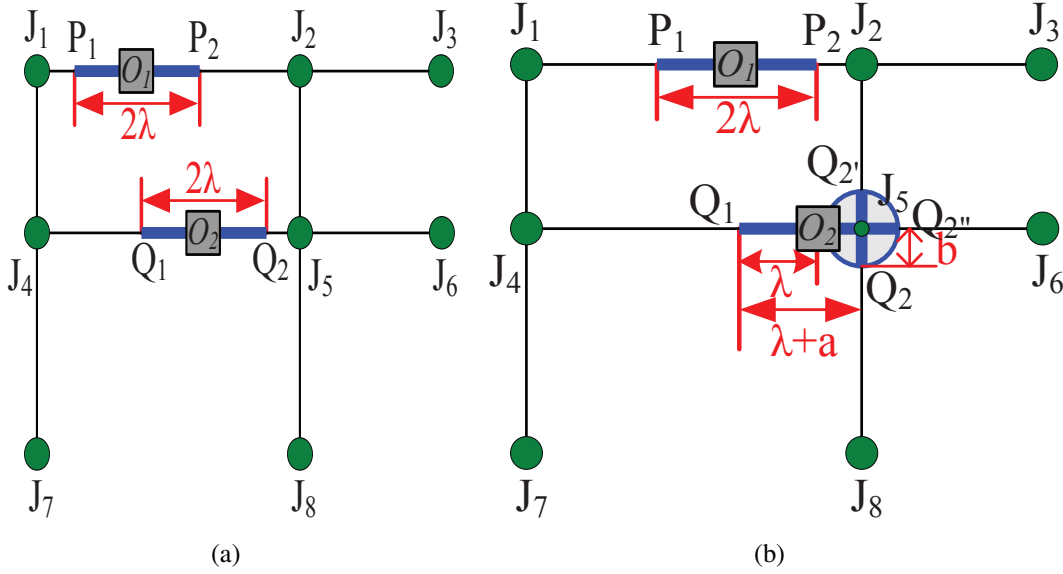 J₁ P₁ P₂ J₂ J₃
O₁
2λ
2λ
O₂
J₄ Q₁ Q₂ J₅ J₆
J₇ J₈
(a)
J₁ P₁ P₂ J₂ J₃
O₁
2λ
Q₂'
J₅
Q₁ Q₂''
O₂
b
J₄ λ Q₂ J₆
λ+a
J₇ J₈
(b)